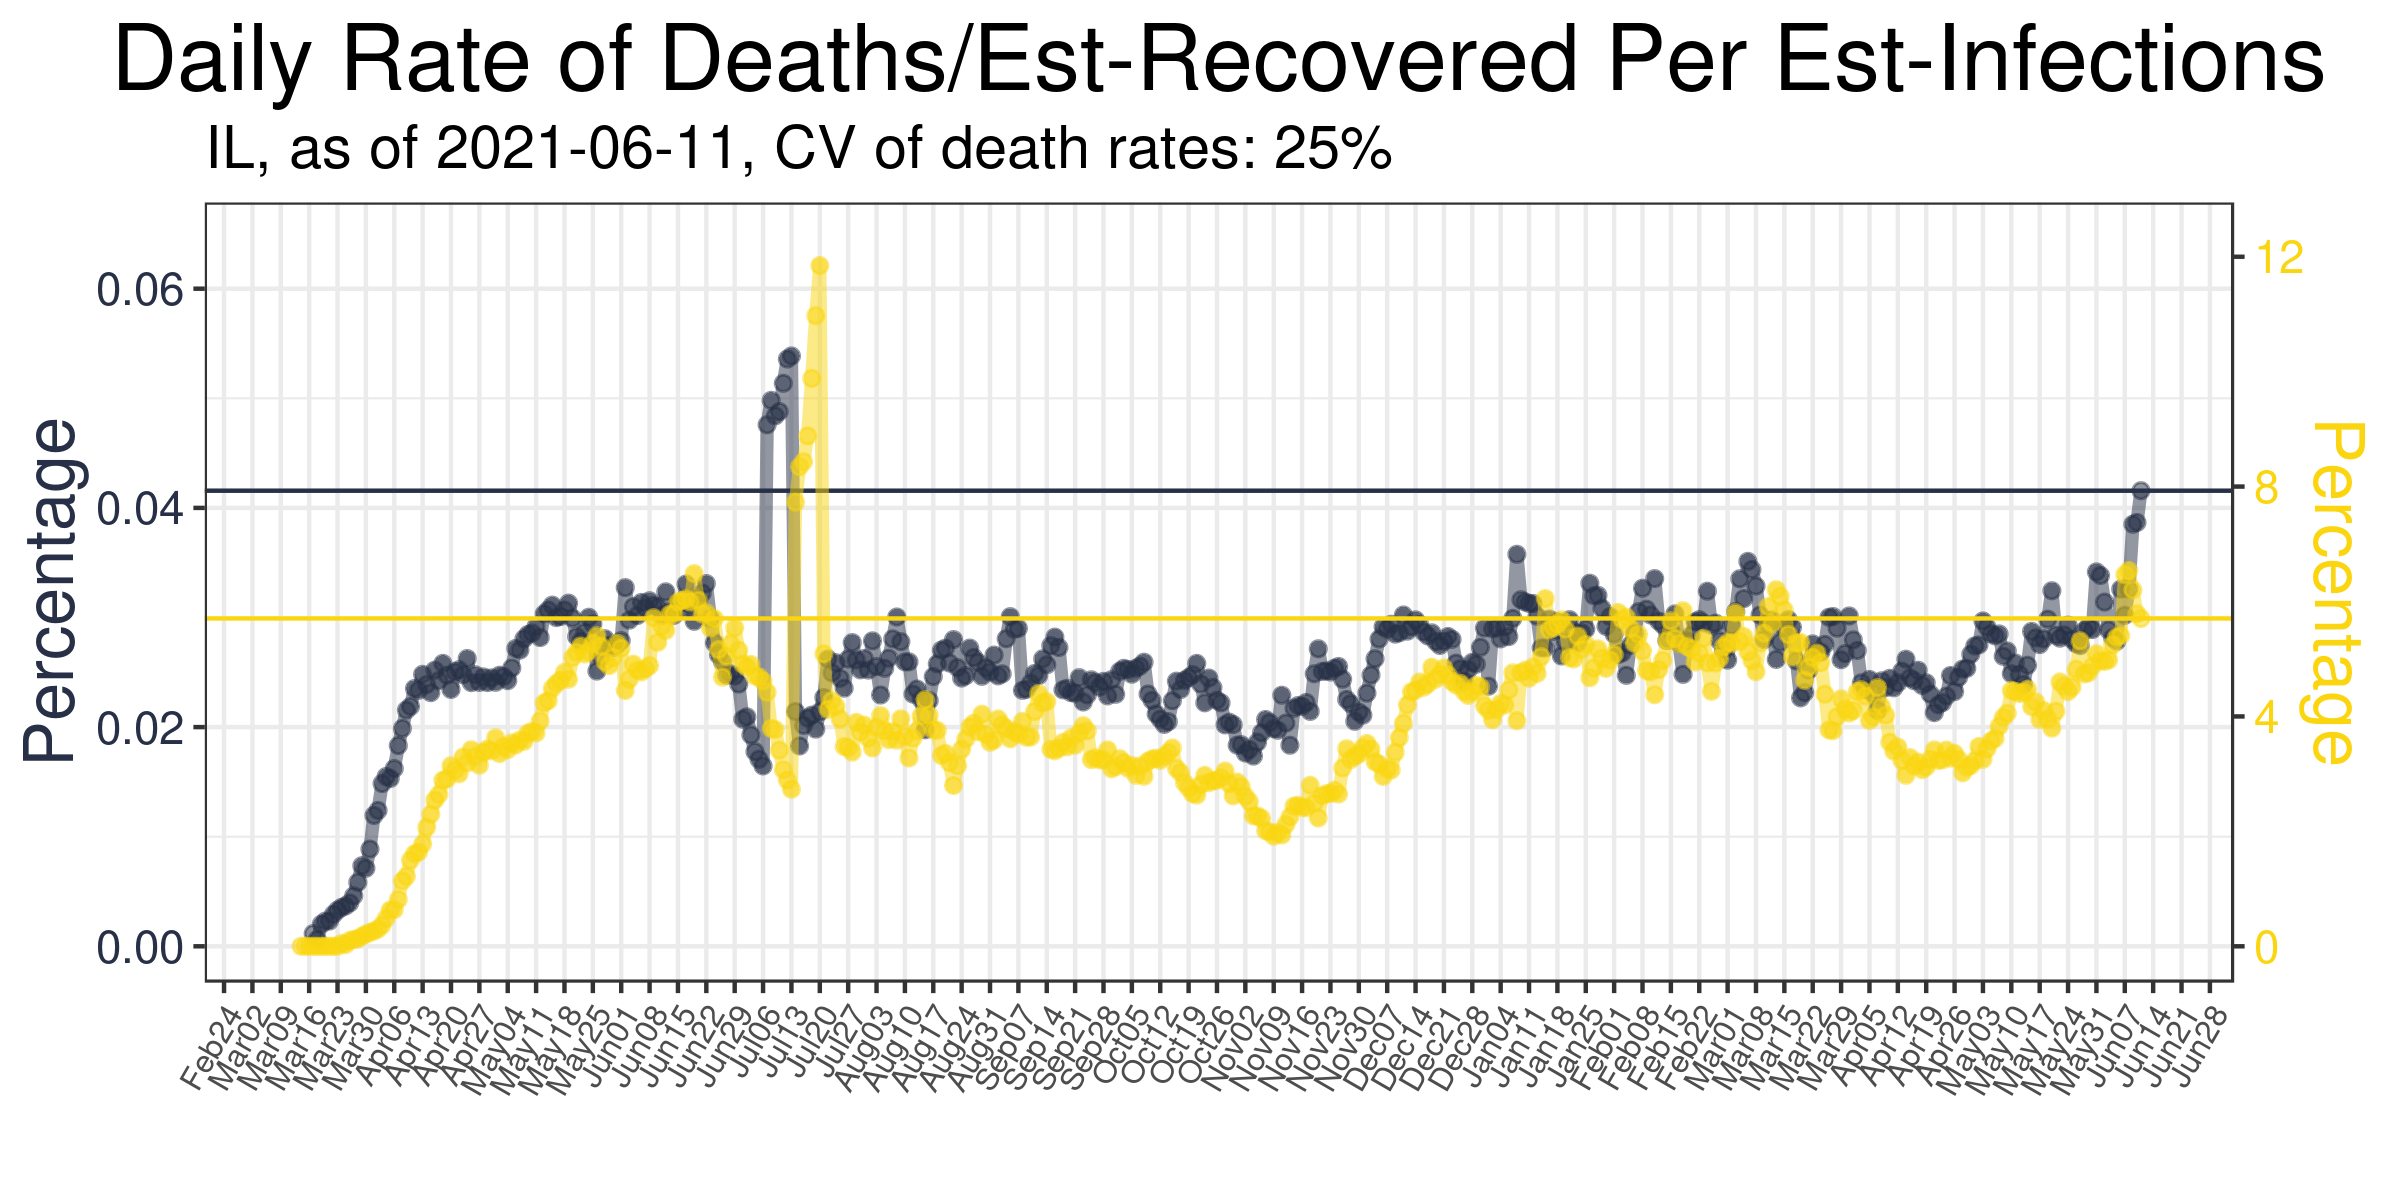 Daily Rate of Deaths/Est-Recovered Per Est-Infections
IL, as of 2021-06-11, CV of death rates: 25%
Percentage
0.06
0.04
0.02
0.00
12
8
4
0
Percentage
Feb24
Mar02
Mar09
Mar16
Mar23
Mar30
Apr06
Apr13
Apr20
Apr27
May04
May11
May18
May25
Jun01
Jun08
Jun15
Jun22
Jun29
Jul06
Jul13
Jul20
Jul27
Aug03
Aug10
Aug17
Aug24
Aug31
Sep07
Sep14
Sep21
Sep28
Oct05
Oct12
Oct19
Oct26
Nov02
Nov09
Nov16
Nov23
Nov30
Dec07
Dec14
Dec21
Dec28
Jan04
Jan11
Jan18
Jan25
Feb01
Feb08
Feb15
Feb22
Mar01
Mar08
Mar15
Mar22
Mar29
Apr05
Apr12
Apr19
Apr26
May03
May10
May17
May24
May31
Jun07
Jun14
Jun21
Jun28